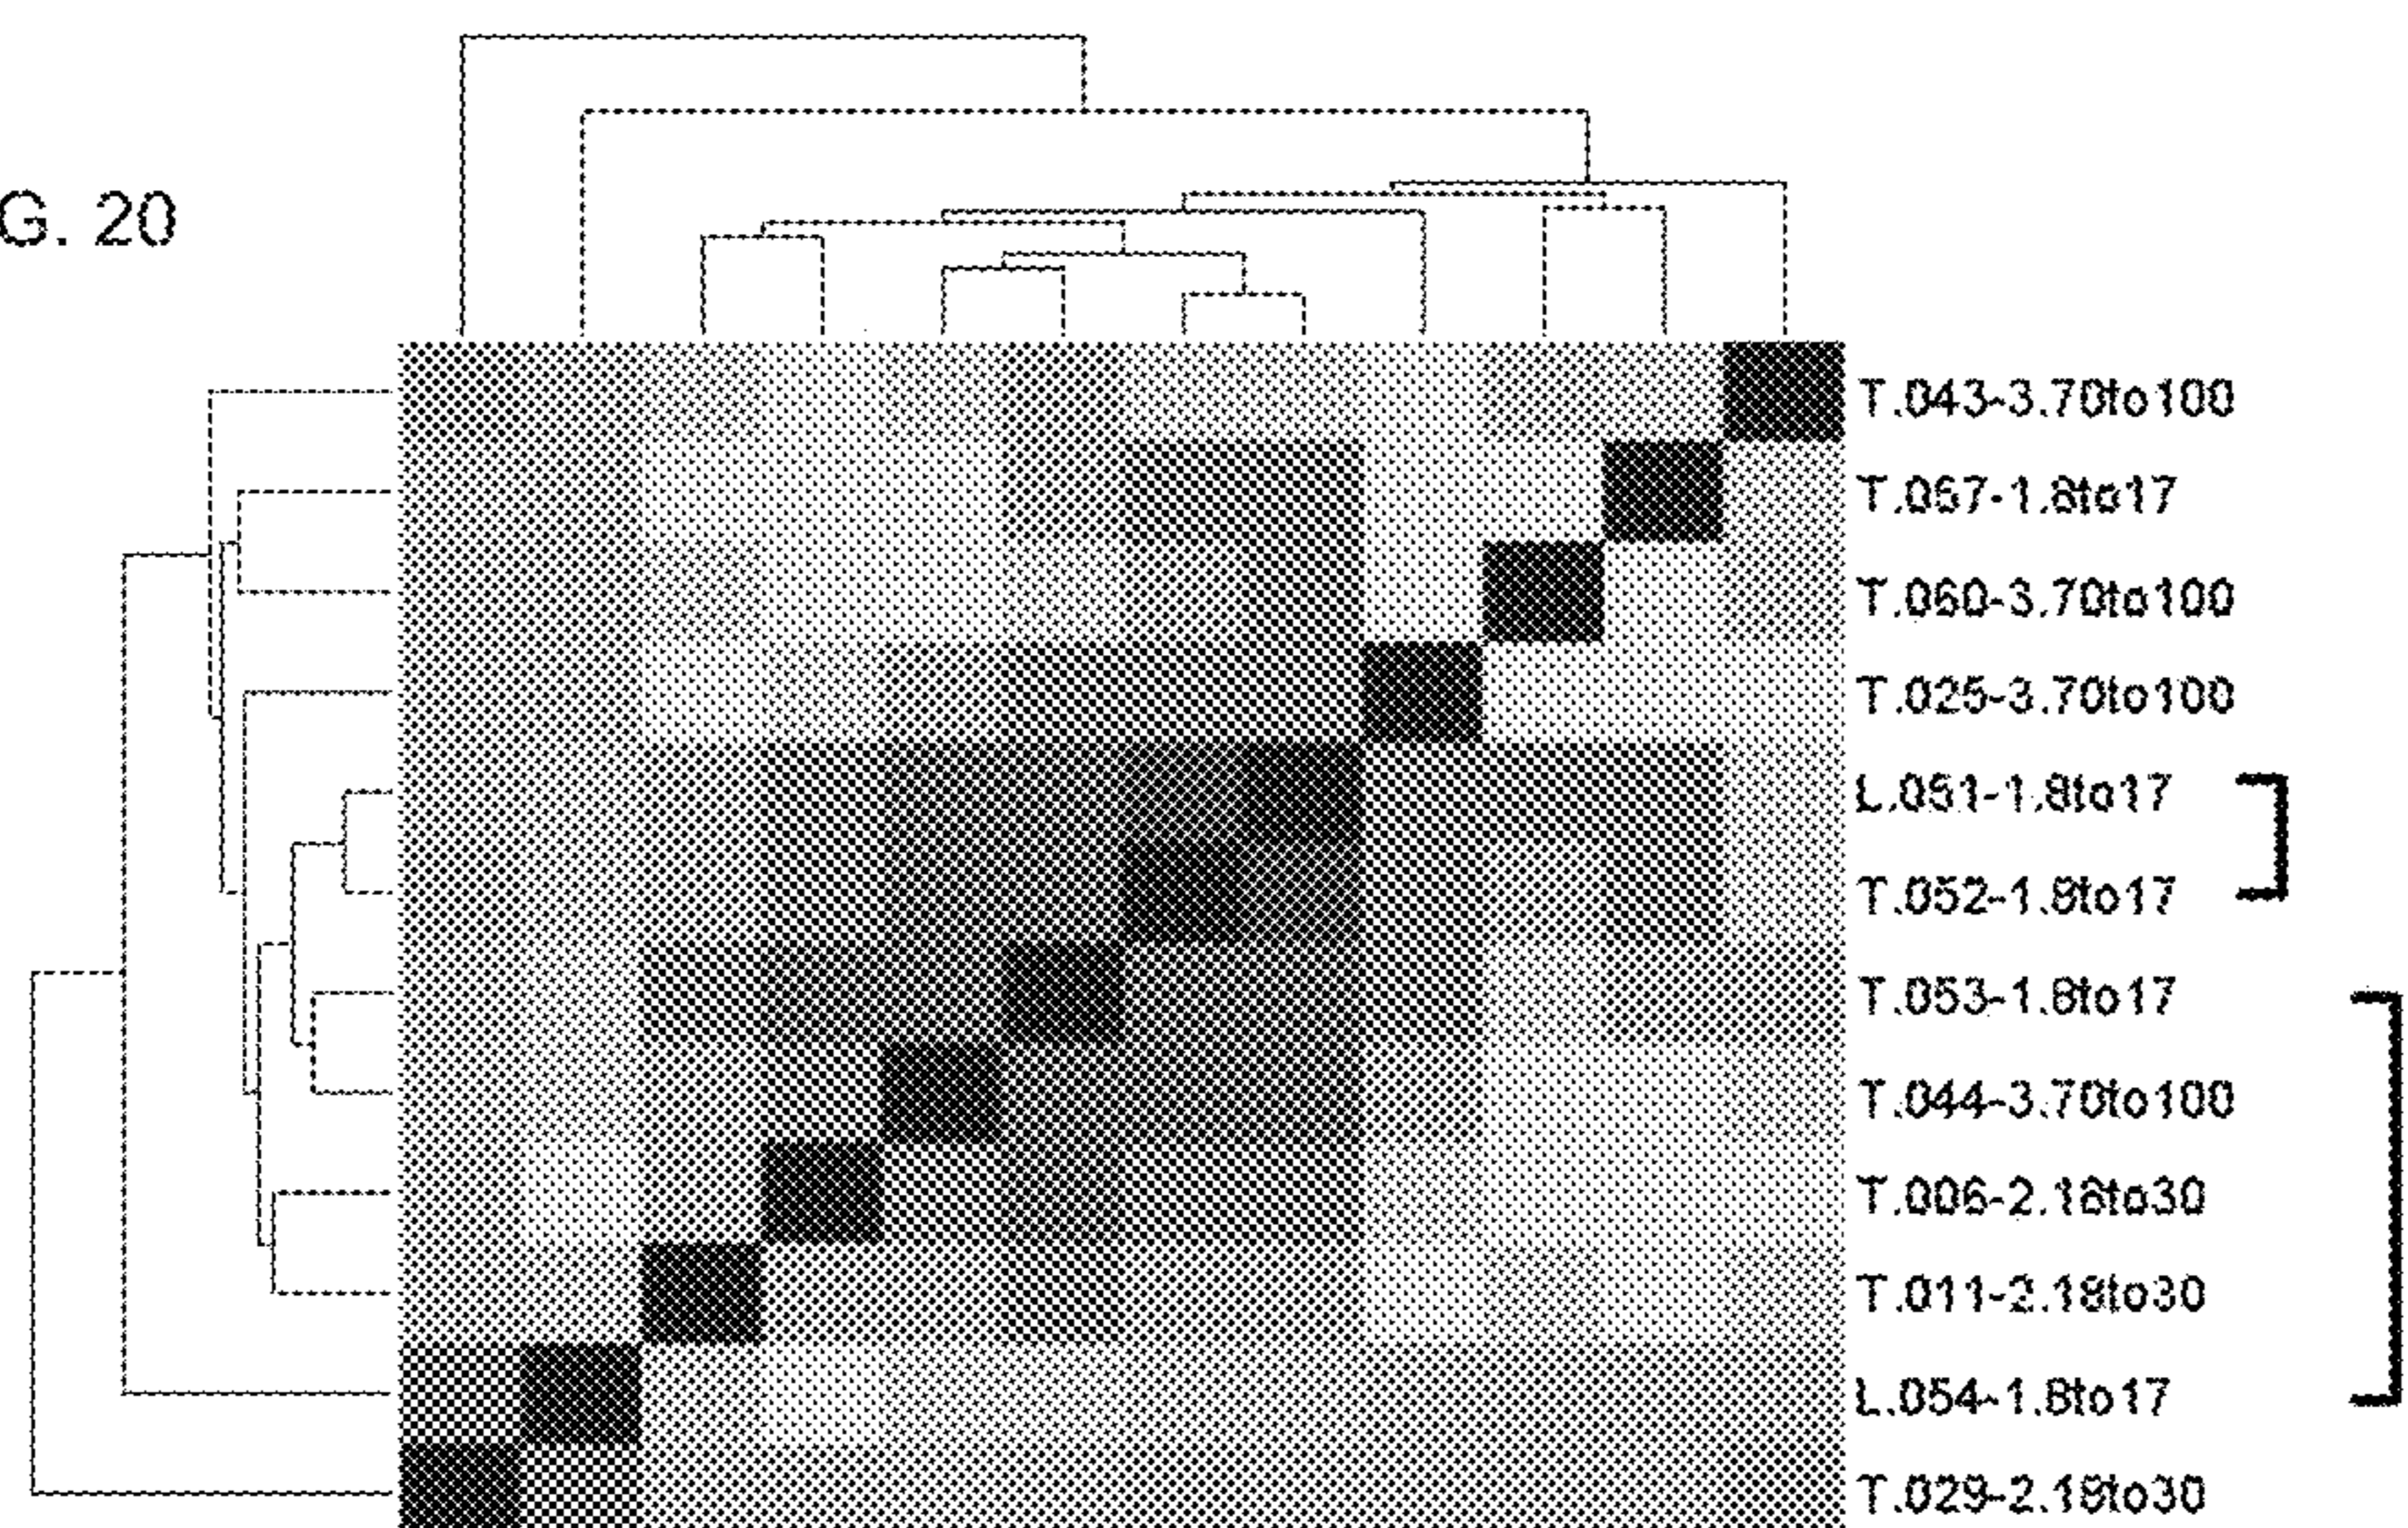 G. 20
T.043-3.70to100
T.067-1.8to17
T.060-3.70to100
T.025-3.70to100
L.051-1.8to17
T.052-1.8to17
T.053-1.8to17
T.044-3.70to100
T.006-2.18to30
T.011-2.18to30
L.054-1.8to17
T.029-2.18to30